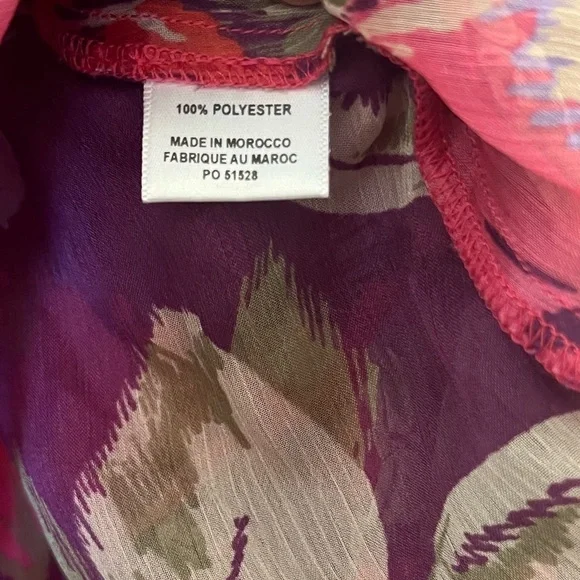 100% POLYESTER
MADE IN MOROCCO
FABRIQUE AU MAROC
PO 51528